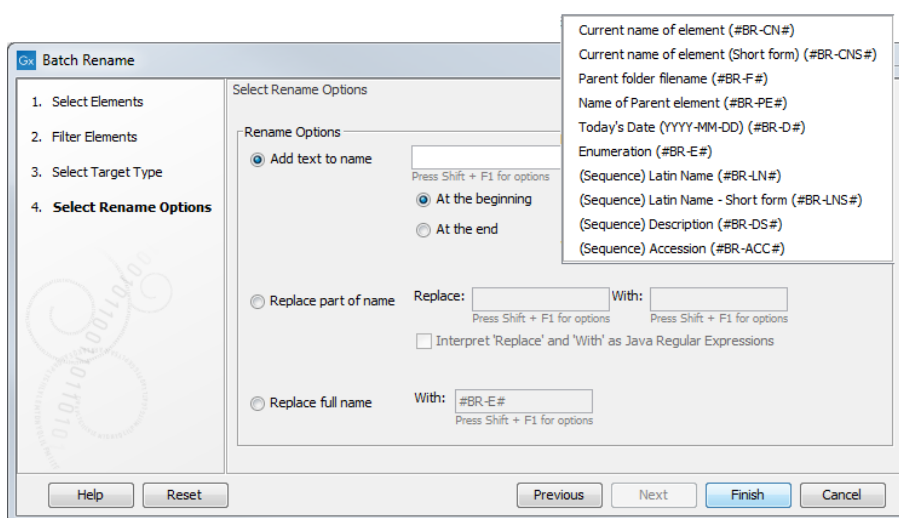 Gx Batch Rename
1. Select Elements
2. Filter Elements
3. Select Target Type
4. Select Rename Options
Select Rename Options
Rename Options
Add text to name
Press Shift + F1 for options
At the beginning
At the end
Current name of element (#BR-CN#)
Current name of element (Short form) (#BR-CNS#)
Parent folder filename (#BR-F#)
Name of Parent element (#BR-PE#)
Today's Date (YYYY-MM-DD) (#BR-D#)
Enumeration (#BR-E#)
(Sequence) Latin Name (#BR-LN#)
(Sequence) Latin Name - Short form (#BR-LNS#)
(Sequence) Description (#BR-DS#)
(Sequence) Accession (#BR-ACC#)
Replace part of name Replace: With:
Press Shift + F1 for options Press Shift + F1 for options
Interpret 'Replace' and 'With' as Java Regular Expressions
Replace full name With: #BR-E#
Press Shift + F1 for options
Help Reset Previous Next Finish Cancel